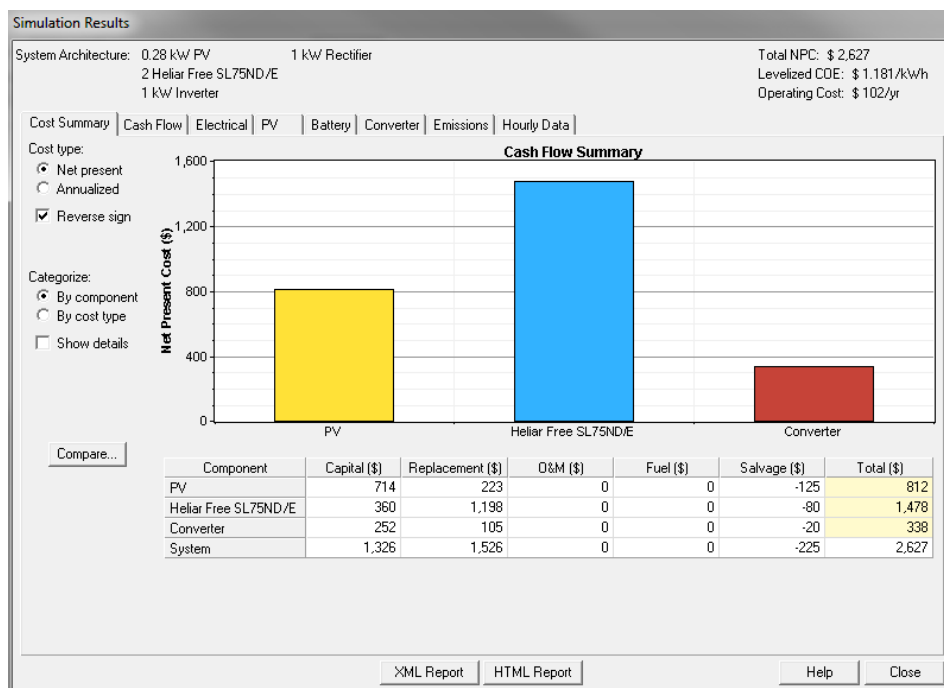 Simulation Results
System Architecture: 0.28 kW PV 1 kW Rectifier
2 Heliar Free SL75ND/E
1 kW Inverter
Total NPC: $ 2,627
Levelized COE: $ 1.181/kWh
Operating Cost: $ 102/yr
Cost Summary Cash Flow Electrical PV Battery Converter Emissions Hourly Data
Cost type:
Net present
Annualized
Reverse sign
Categorize:
By component
By cost type
Show details
Compare...
Cash Flow Summary
Net Present Cost ($)
1,600
1,200
800
400
0
PV Heliar Free SL75ND/E Converter
Component Capital ($) Replacement ($) O&M ($) Fuel ($) Salvage ($) Total ($)
PV 714 223 0 0 -125 812
Heliar Free SL75ND/E 360 1,198 0 0 -80 1,478
Converter 252 105 0 0 -20 338
System 1,326 1,526 0 0 -225 2,627
XML Report HTML Report Help Close